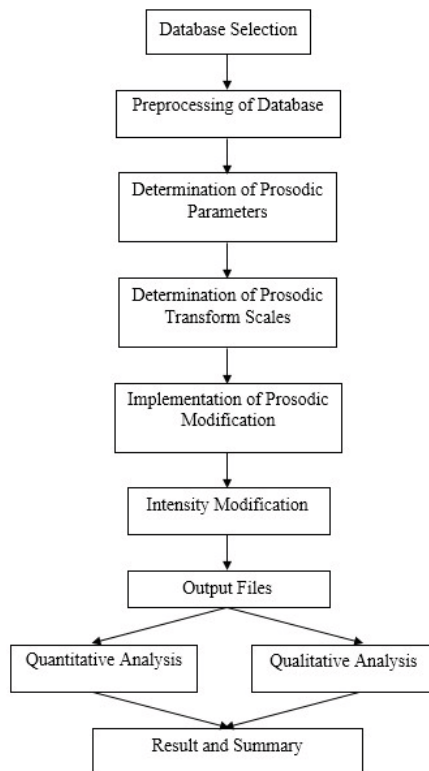 Database Selection
Preprocessing of Database
Determination of Prosodic
Parameters
Determination of Prosodic
Transform Scales
Implementation of Prosodic
Modification
Intensity Modification
Output Files
Quantitative Analysis
Qualitative Analysis
Result and Summary